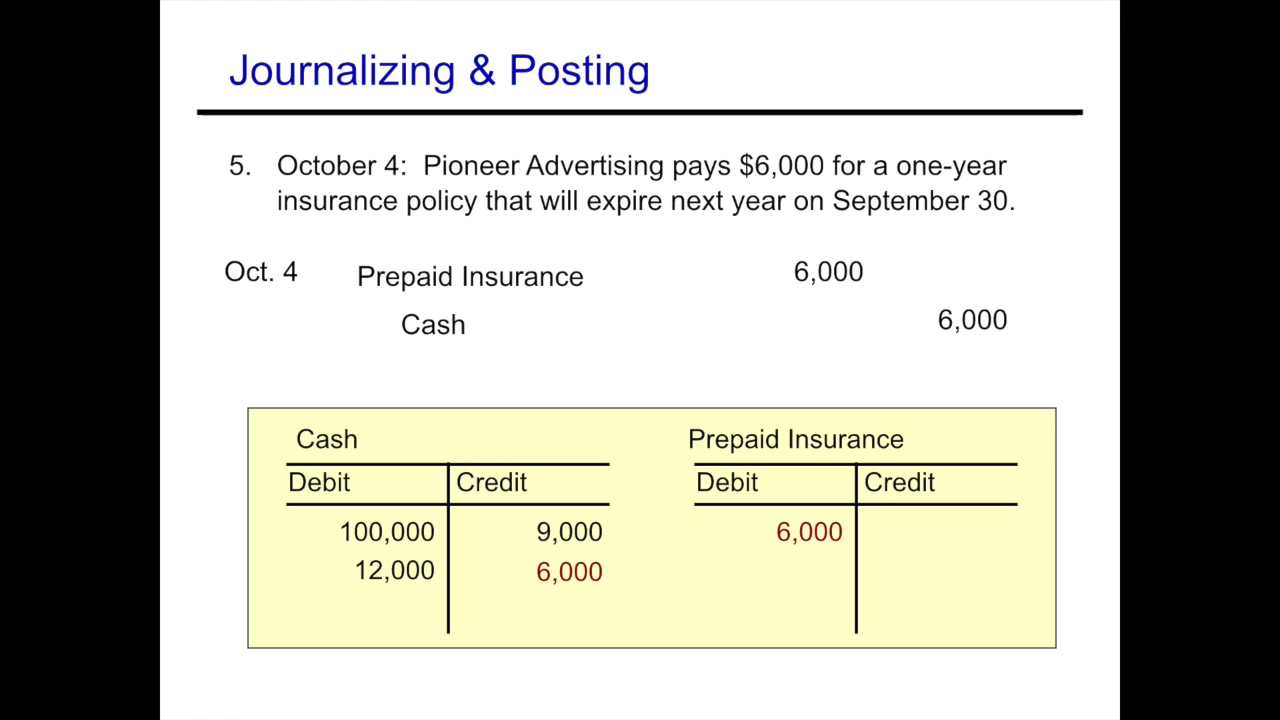 Journalizing & Posting
5. October 4: Pioneer Advertising pays $6,000 for a one-year
insurance policy that will expire next year on September 30.
Oct. 4 Prepaid Insurance 6,000
Cash 6,000
Cash Prepaid Insurance
Debit Credit Debit Credit
100,000 9,000 6,000
12,000 6,000